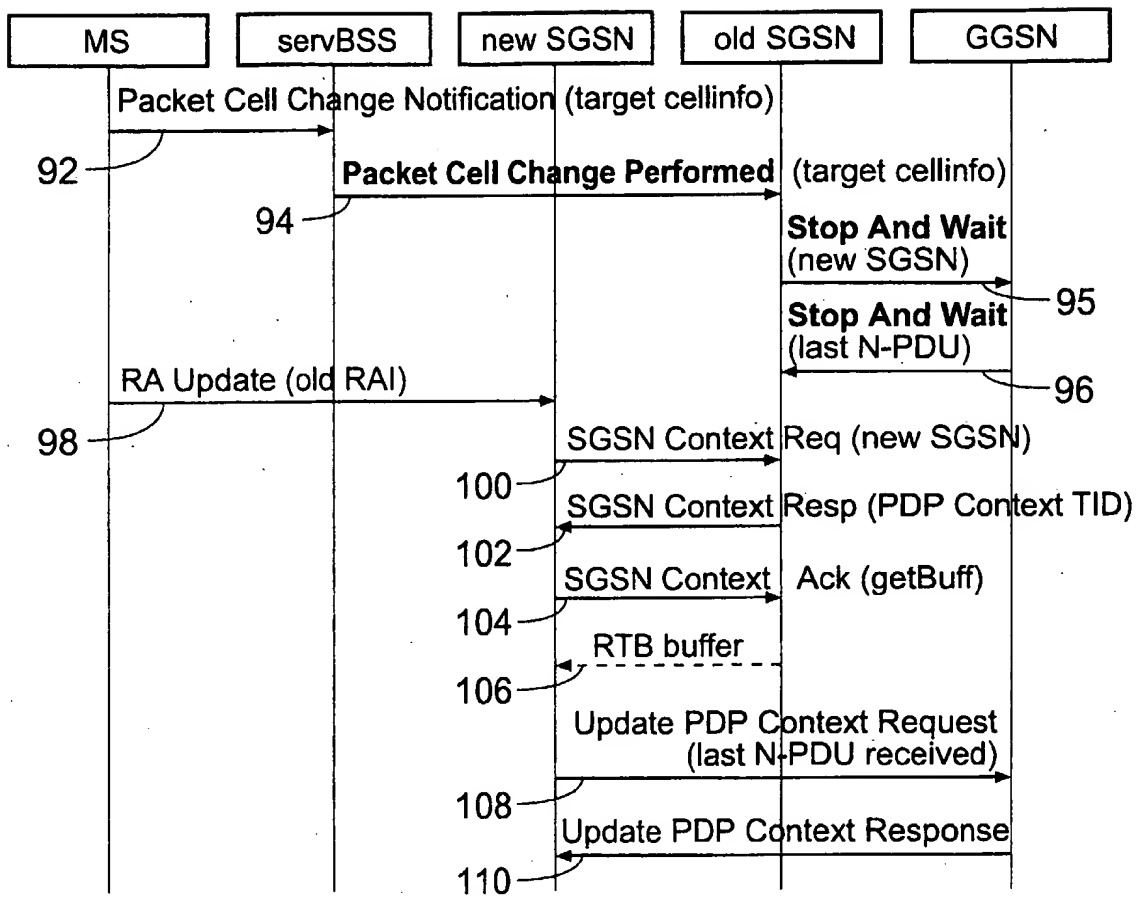 MS servBSS new SGSN old SGSN GGSN
Packet Cell Change Notification (target cellinfo)
92
Packet Cell Change Performed (target cellinfo)
94
Stop And Wait
(new SGSN)
95
Stop And Wait
(last N-PDU)
96
RA Update (old RAI)
98
SGSN Context Req (new SGSN)
100
SGSN Context Resp (PDP Context TID)
102
SGSN Context Ack (getBuff)
104
RTB buffer
106
Update PDP Context Request
(last N-PDU received)
108
Update PDP Context Response
110